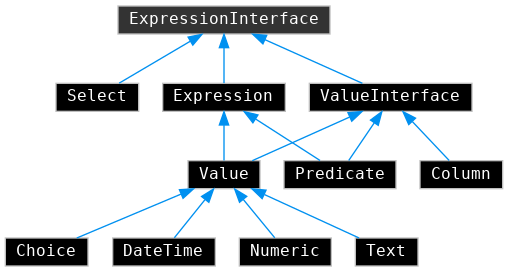 ExpressionInterface
Select
Expression
ValueInterface
Value
Predicate
Column
Choice
DateTime
Numeric
Text